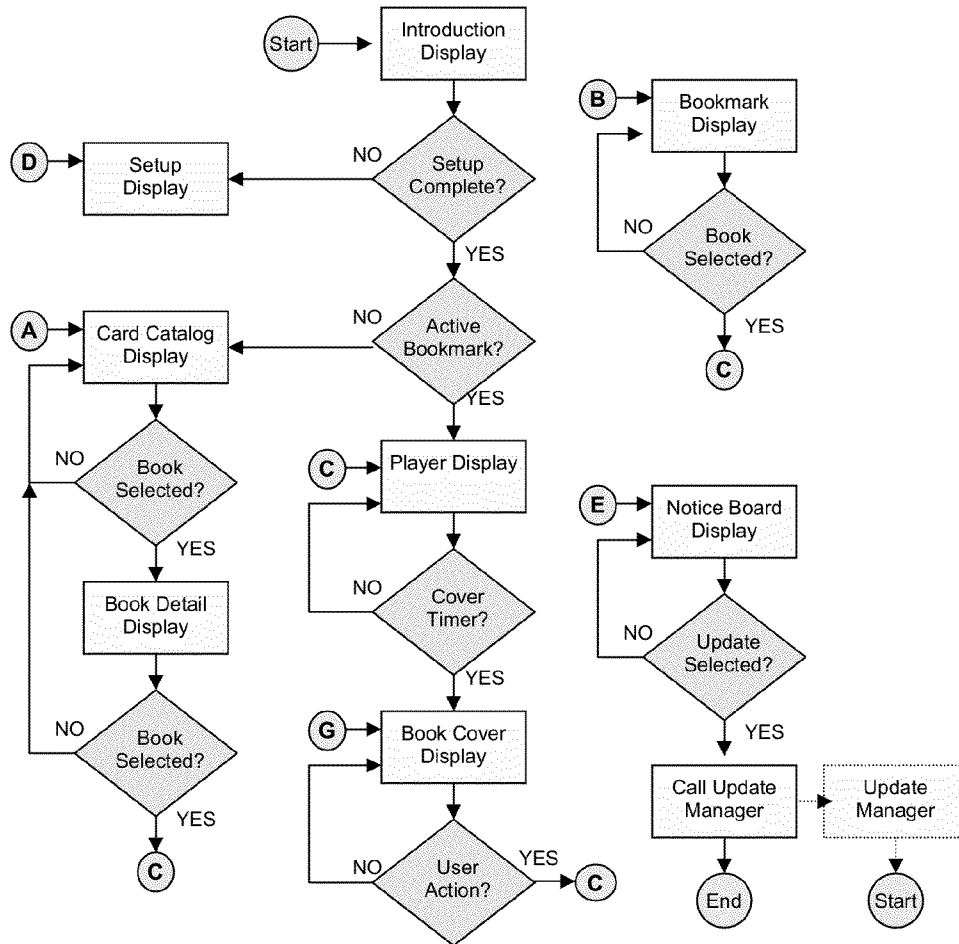 Start
Introduction
Display
B
Bookmark
Display
D
Setup
Display
NO
Setup
Complete?
YES
NO
Book
Selected?
YES
C
A
Card Catalog
Display
NO
Active
Bookmark?
YES
NO
Book
Selected?
YES
C
Player Display
E
Notice Board
Display
Book Detail
Display
NO
Cover
Timer?
YES
NO
Update
Selected?
YES
NO
Book
Selected?
YES
C
G
Book Cover
Display
NO
User
Action?
YES
C
Call Update
Manager
Update
Manager
End
Start